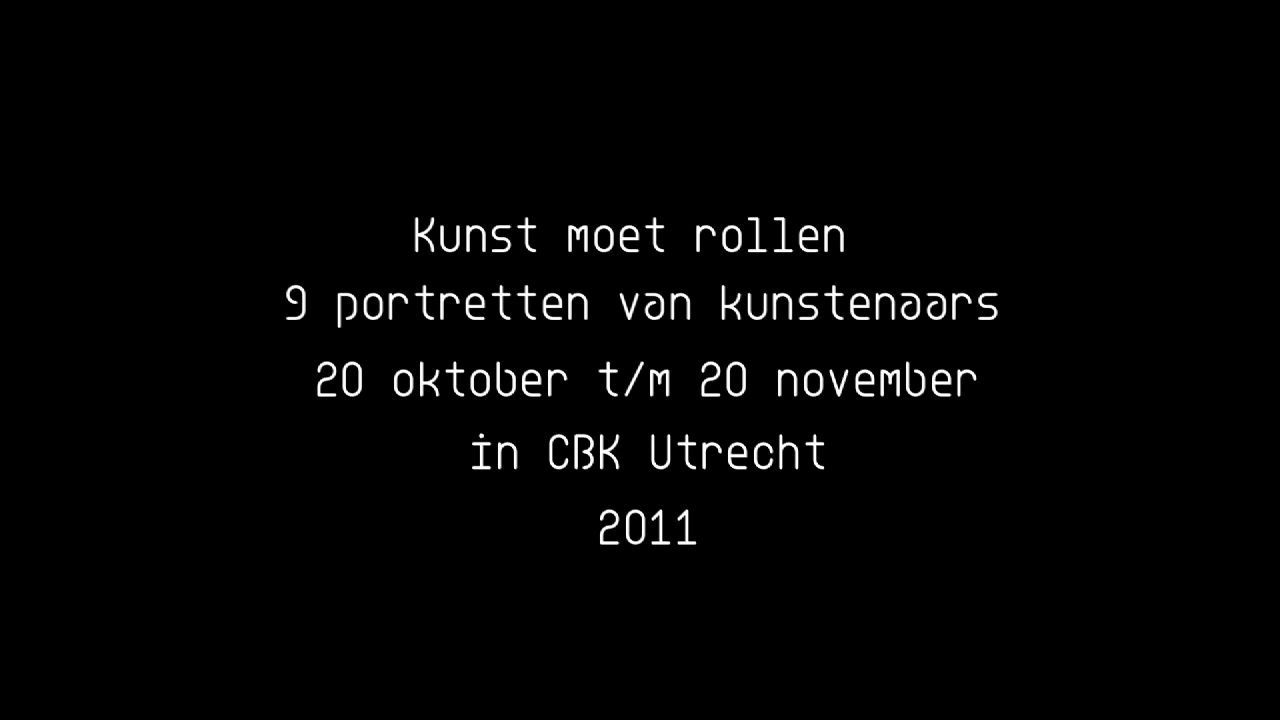 Kunst moet rollen
9 portretten van kunstenaars
20 oktober t/m 20 november
in CBK Utrecht
2011